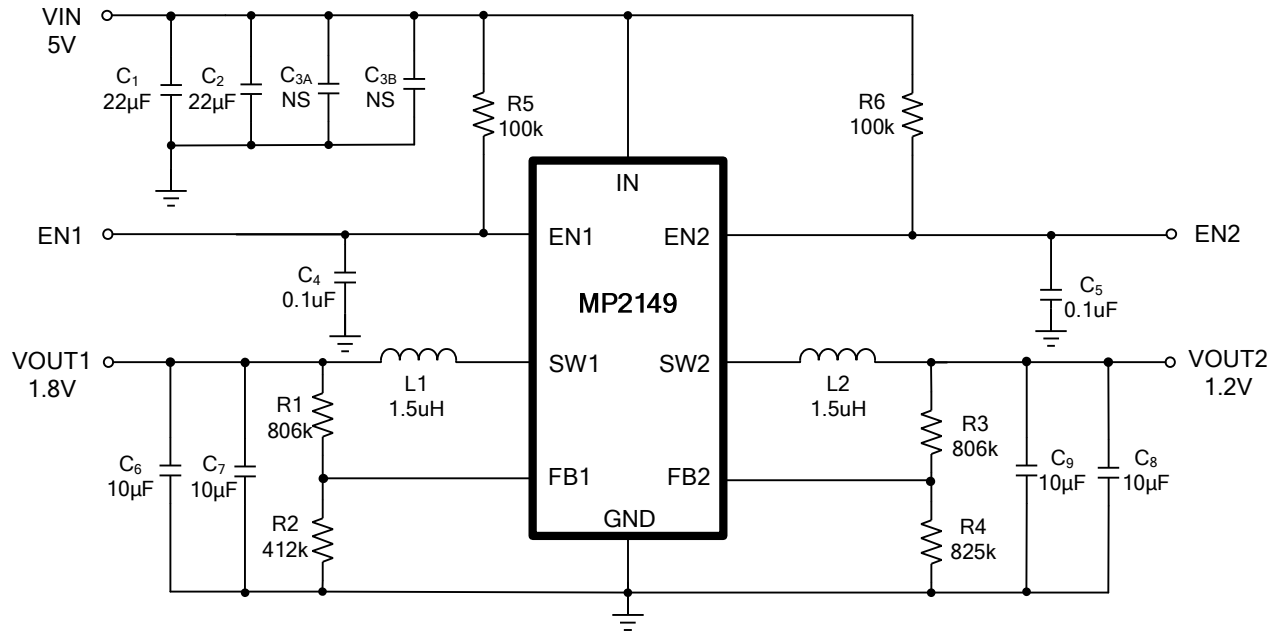 VIN
5V
C1
22µF
C2
22µF
C3A
NS
C3B
NS
R5
100k
R6
100k
IN
EN1
EN1
EN2
EN2
C4
0.1uF
MP2149
C5
0.1uF
VOUT1
1.8V
SW1
SW2
VOUT2
1.2V
L1
1.5uH
L2
1.5uH
R1
806k
R3
806k
C6
10µF
C7
10µF
FB1
FB2
C9
10µF
C8
10µF
R2
412k
GND
R4
825k